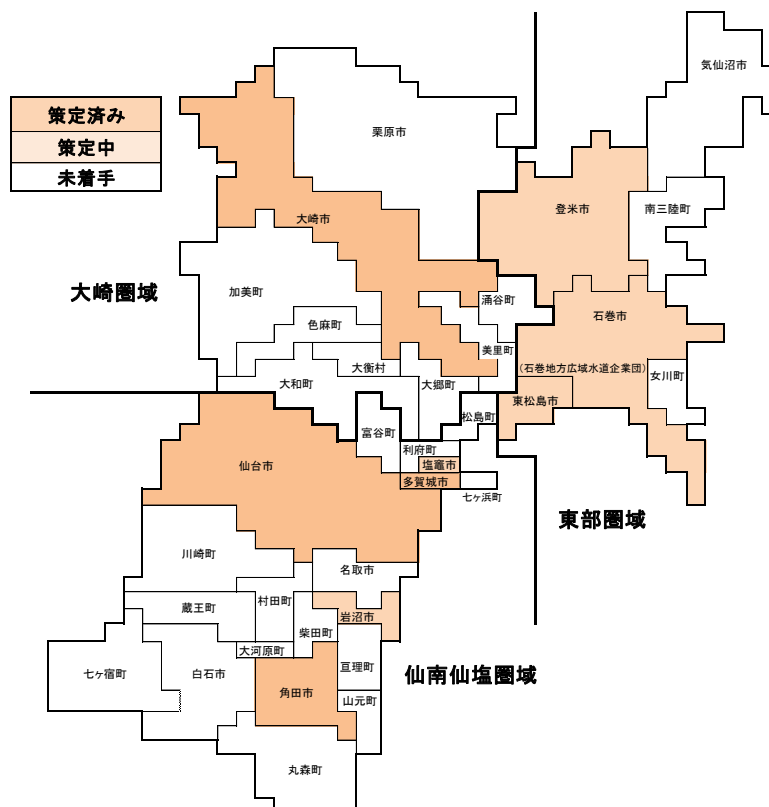 気仙沼市
策定済み
策定中
未着手
栗原市
登米市
南三陸町
大崎市
大崎圏域
加美町
涌谷町
石巻市
色麻町
美里町
(石巻地方広域水道企業団)
大衡村
女川町
大和町
大郷町
東松島市
松島町
富谷町
利府町
仙台市
塩竈市
多賀城市
七ヶ浜町
東部圏域
川崎町
名取市
蔵王町
村田町
岩沼市
柴田町
大河原町
七ヶ宿町
白石市
亘理町
仙南仙塩圏域
角田市
山元町
丸森町